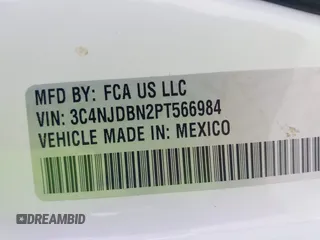 MFD BY: FCA US LLC
VIN: 3C4NJDBN2PT566984
VEHICLE MADE IN: MEXICO
DREAMBID